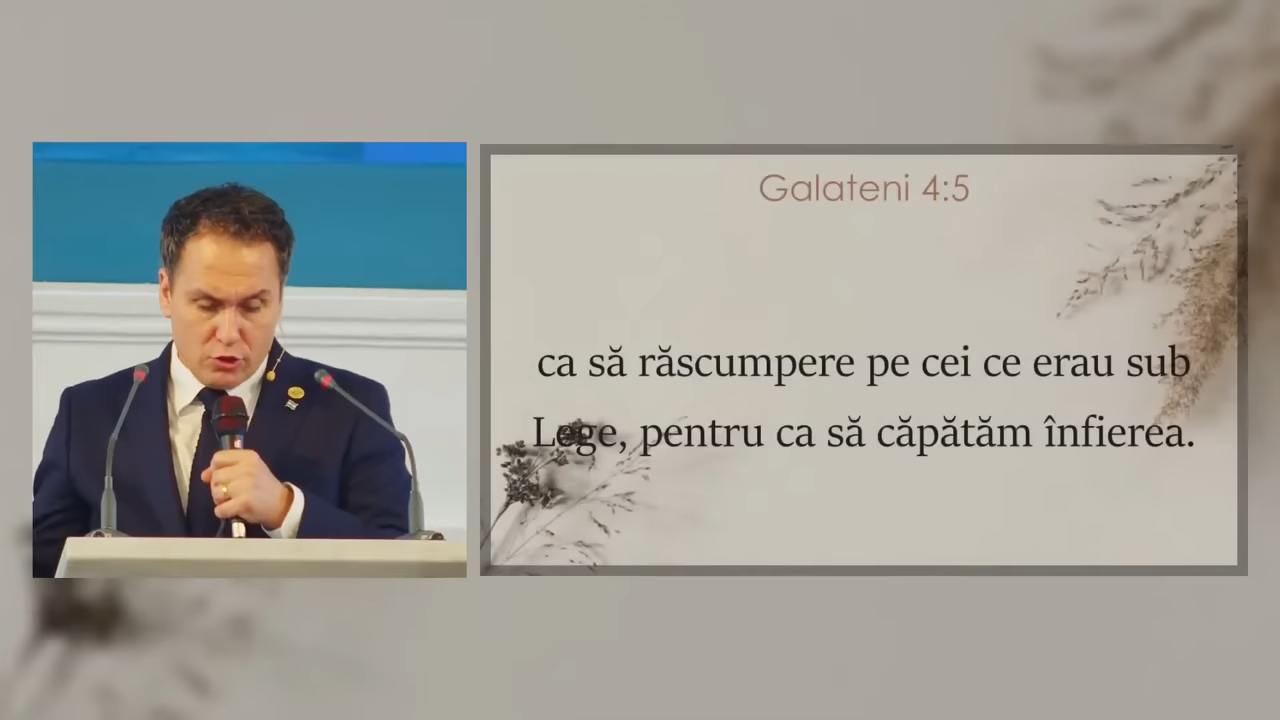 Galateni 4:5
ca să răscumpere pe cei ce erau sub
Lege, pentru ca să căpătăm înfierea.